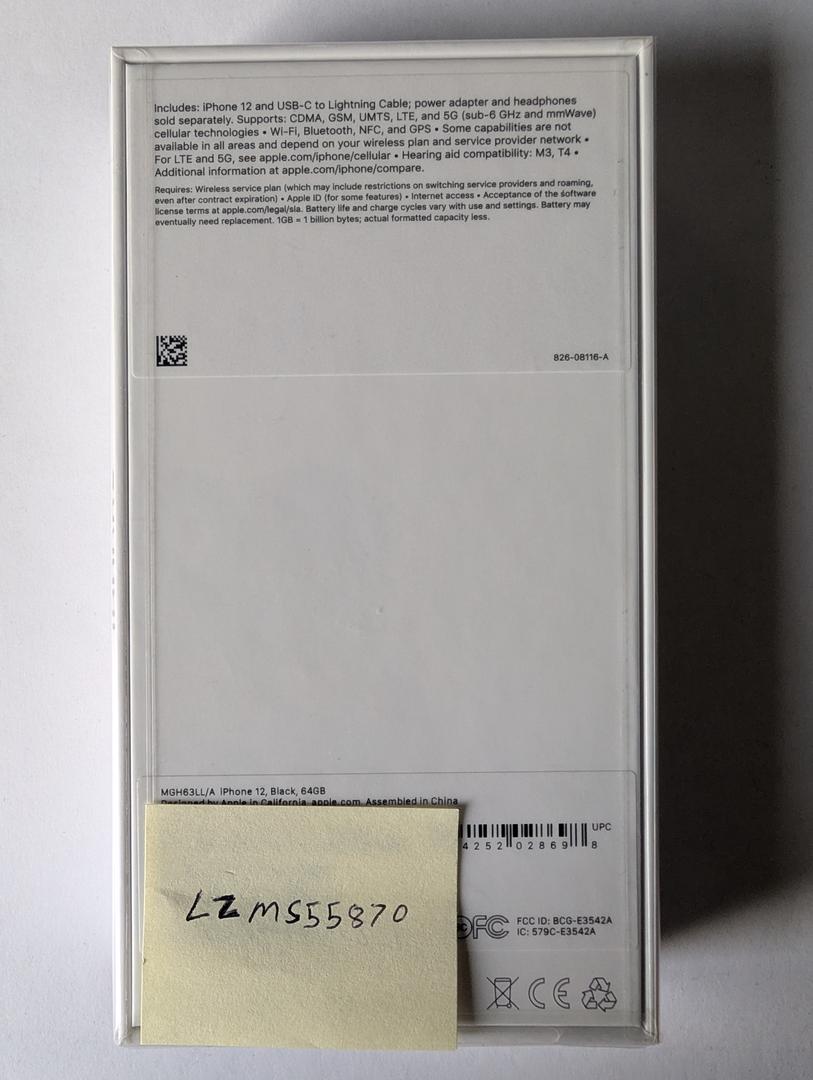 Includes: iPhone 12 and USB-C to Lightning Cable; power adapter and headphones
sold separately. Supports: CDMA, GSM, UMTS, LTE, and 5G (sub-6 GHz and mmWave)
cellular technologies • Wi-Fi, Bluetooth, NFC, and GPS • Some capabilities are not
available in all areas and depend on your wireless plan and service provider network •
For LTE and 5G, see apple.com/iphone/cellular • Hearing aid compatibility: M3, T4 •
Additional information at apple.com/iphone/compare.
Requires: Wireless service plan (which may include restrictions on switching service providers and roaming,
even after contract expiration) • Apple ID (for some features) • Internet access • Acceptance of the software
license terms at apple.com/legal/sla. Battery life and charge cycles vary with use and settings. Battery may
eventually need replacement. 1GB = 1 billion bytes; actual formatted capacity less.
826-08116-A
MGH63LL/A iPhone 12, Black, 64GB
Designed by Apple in California apple.com Assembled in China
UPC
4252 02869 8
LZMS55870
FC
FCC ID: BCG-E3542A
IC: 579C-E3542A
CE